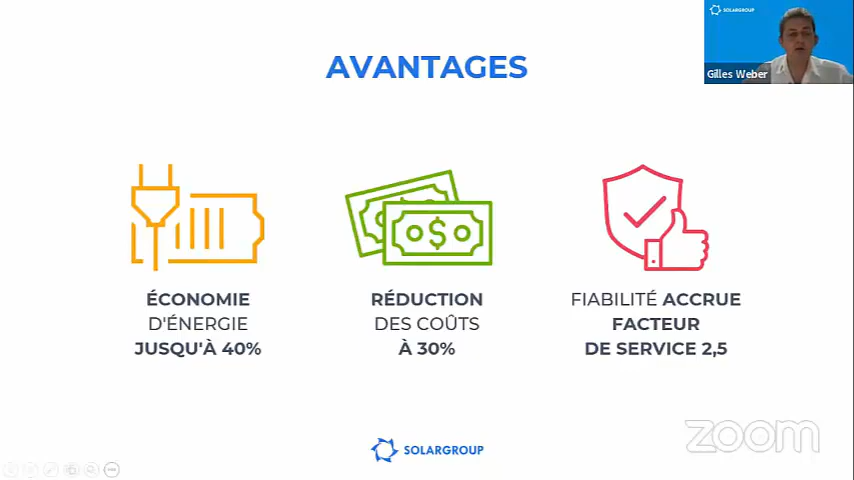 SOLARGROUP
Gilles Weber
AVANTAGES
ÉCONOMIE
D'ÉNERGIE
JUSQU'À 40%
RÉDUCTION
DES COÛTS
À 30%
FIABILITÉ ACCRUE
FACTEUR
DE SERVICE 2,5
SOLARGROUP
zoom